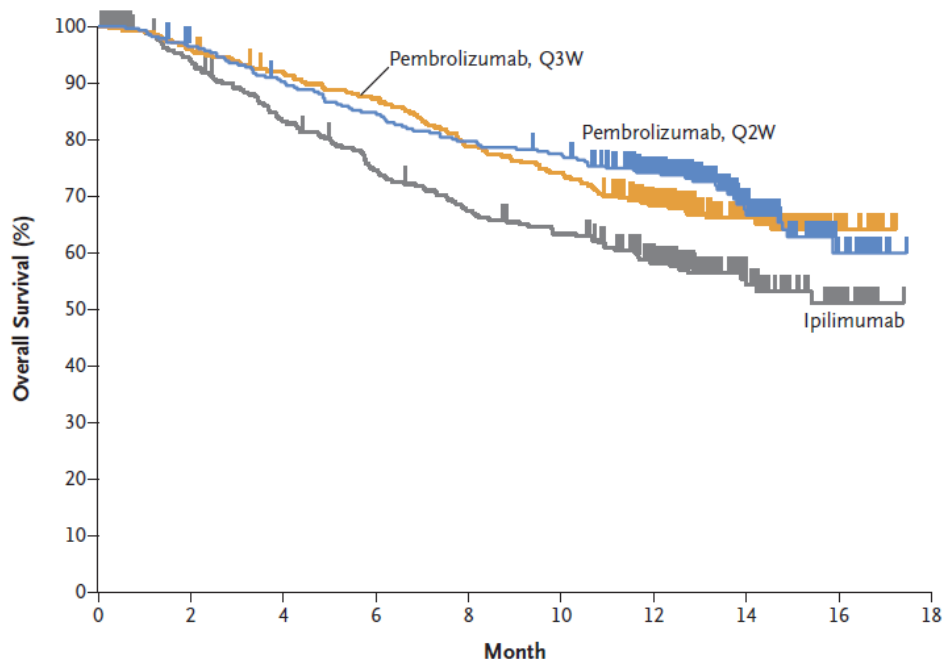 100
90
80
70
60
50
40
30
20
10
0
Overall Survival (%)
Pembrolizumab, Q3W
Pembrolizumab, Q2W
Ipilimumab
0 2 4 6 8 10 12 14 16 18
Month